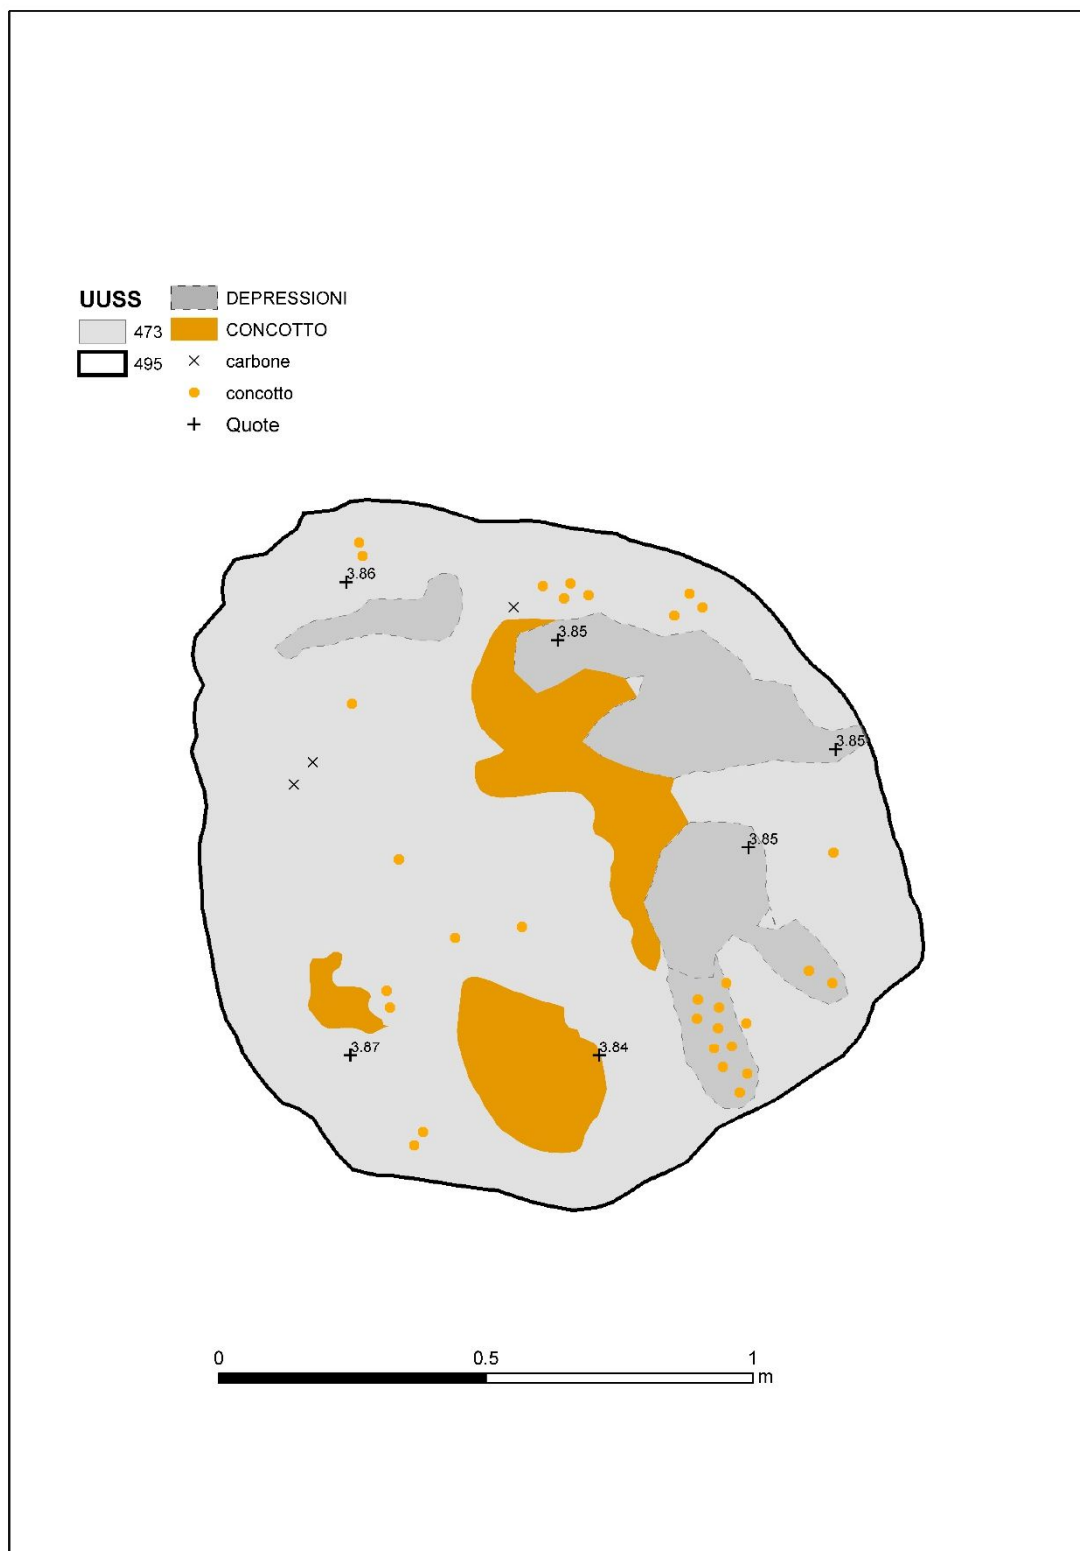 UUSS
DEPRESSIONI
473
CONCOTTO
495
carbone
concotto
Quote
3.86
3.85
3.85
3.85
3.87
3.84
0
0.5
1
m